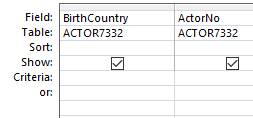 Field: BirthCountry ActorNo
Table: ACTOR7332 ACTOR7332
Sort:
Show:
Criteria:
or: